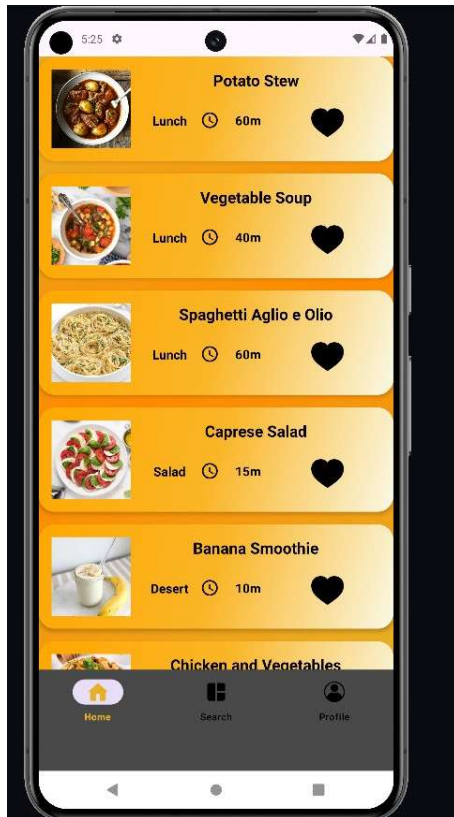 5:25
Potato Stew
Lunch 60m
Vegetable Soup
Lunch 40m
Spaghetti Aglio e Olio
Lunch 60m
Caprese Salad
Salad 15m
Banana Smoothie
Desert 10m
Chicken and Vegetables
Home Search Profile